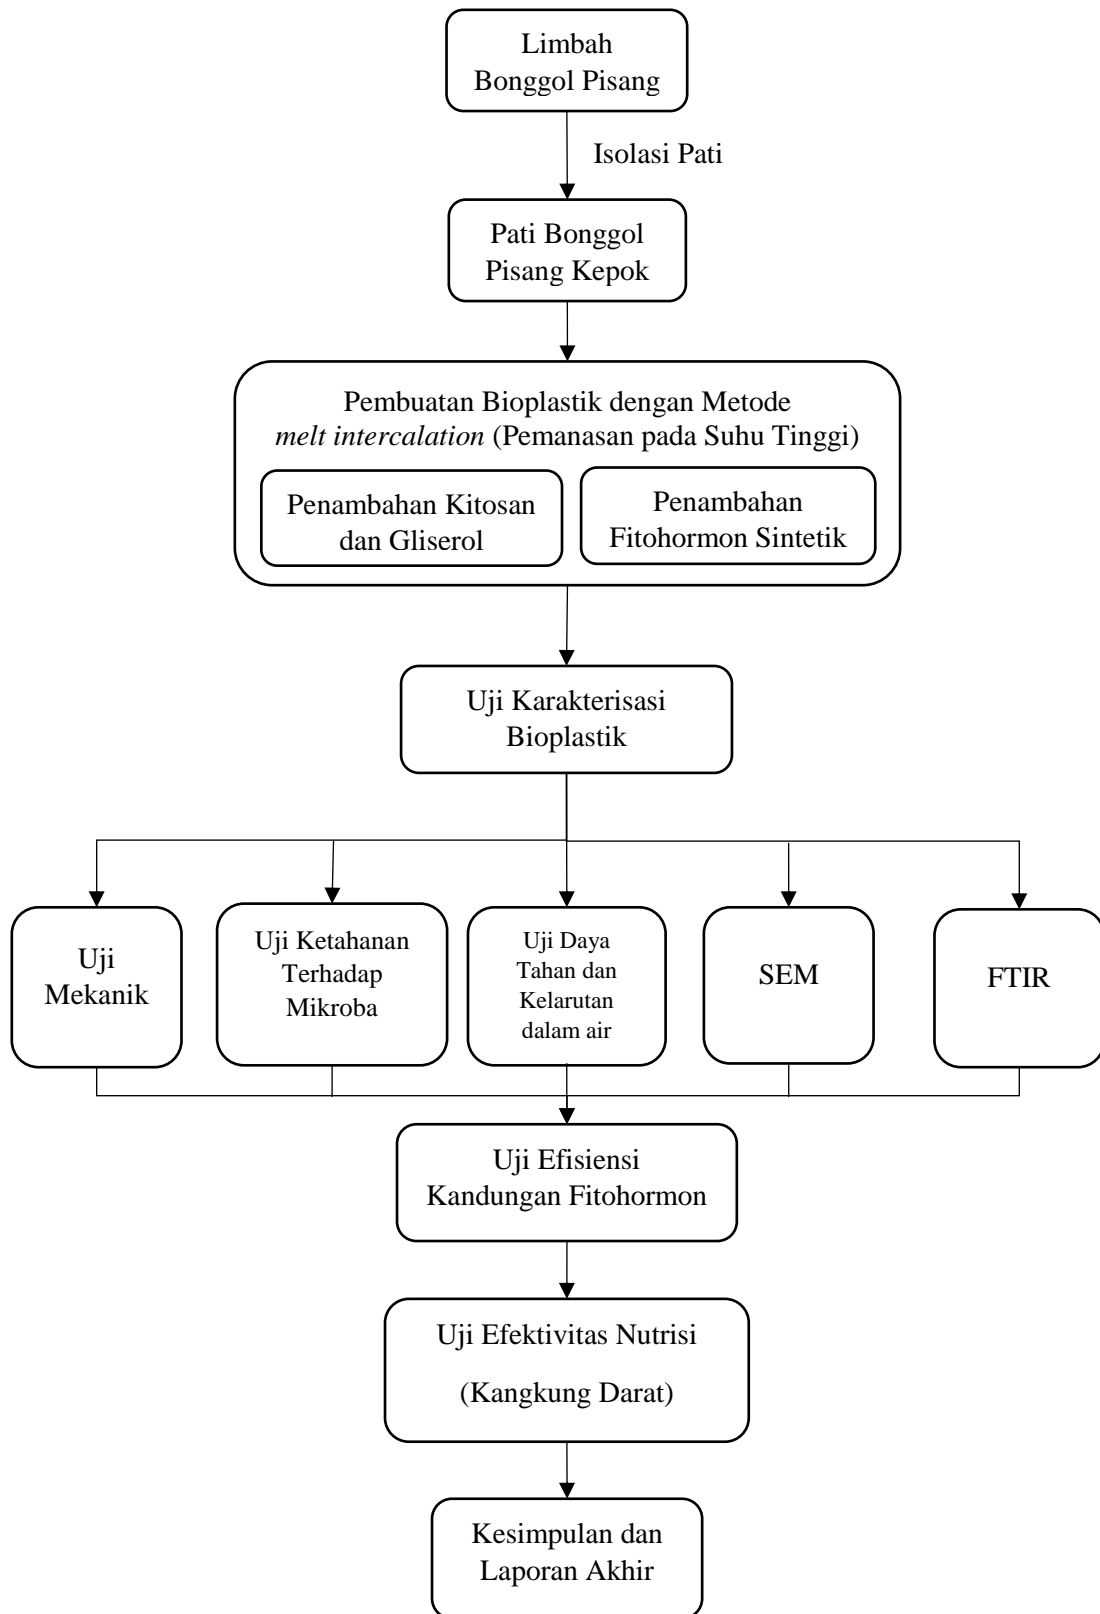 Limbah
Bonggol Pisang
Isolasi Pati
Pati Bonggol
Pisang Kepok
Pembuatan Bioplastik dengan Metode
melt intercalation (Pemanasan pada Suhu Tinggi)
Penambahan Kitosan
dan Gliserol
Penambahan
Fitohormon Sintetik
Uji Karakterisasi
Bioplastik
Uji
Mekanik
Uji Ketahanan
Terhadap
Mikroba
Uji Daya
Tahan dan
Kelarutan
dalam air
SEM
FTIR
Uji Efisiensi
Kandungan Fitohormon
Uji Efektivitas Nutrisi
(Kangkung Darat)
Kesimpulan dan
Laporan Akhir